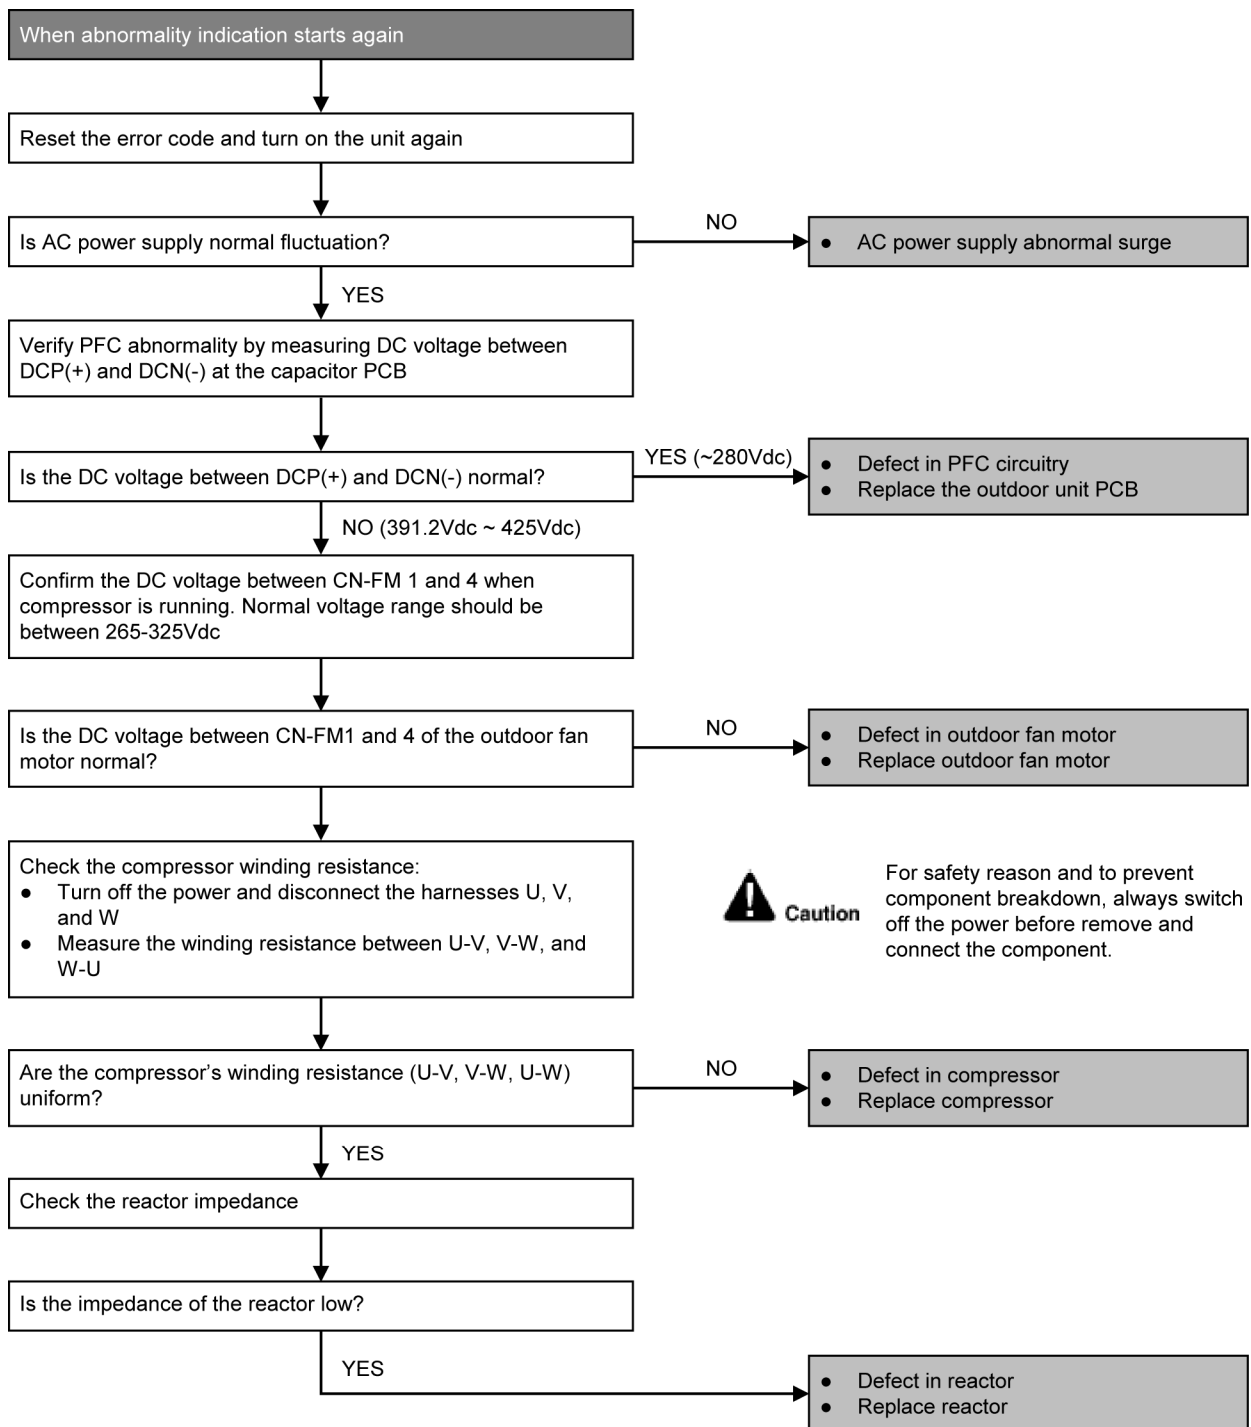 When abnormality indication starts again
Reset the error code and turn on the unit again
Is AC power supply normal fluctuation?
NO
● AC power supply abnormal surge
YES
Verify PFC abnormality by measuring DC voltage between
DCP(+) and DCN(-) at the capacitor PCB
Is the DC voltage between DCP(+) and DCN(-) normal?
YES (~280Vdc)
● Defect in PFC circuitry
● Replace the outdoor unit PCB
NO (391.2Vdc ~ 425Vdc)
Confirm the DC voltage between CN-FM 1 and 4 when
compressor is running. Normal voltage range should be
between 265-325Vdc
Is the DC voltage between CN-FM1 and 4 of the outdoor fan
motor normal?
NO
● Defect in outdoor fan motor
● Replace outdoor fan motor
Check the compressor winding resistance:
● Turn off the power and disconnect the harnesses U, V,
and W
● Measure the winding resistance between U-V, V-W, and
W-U
Caution
For safety reason and to prevent
component breakdown, always switch
off the power before remove and
connect the component.
Are the compressor’s winding resistance (U-V, V-W, U-W)
uniform?
NO
● Defect in compressor
● Replace compressor
YES
Check the reactor impedance
Is the impedance of the reactor low?
YES
● Defect in reactor
● Replace reactor